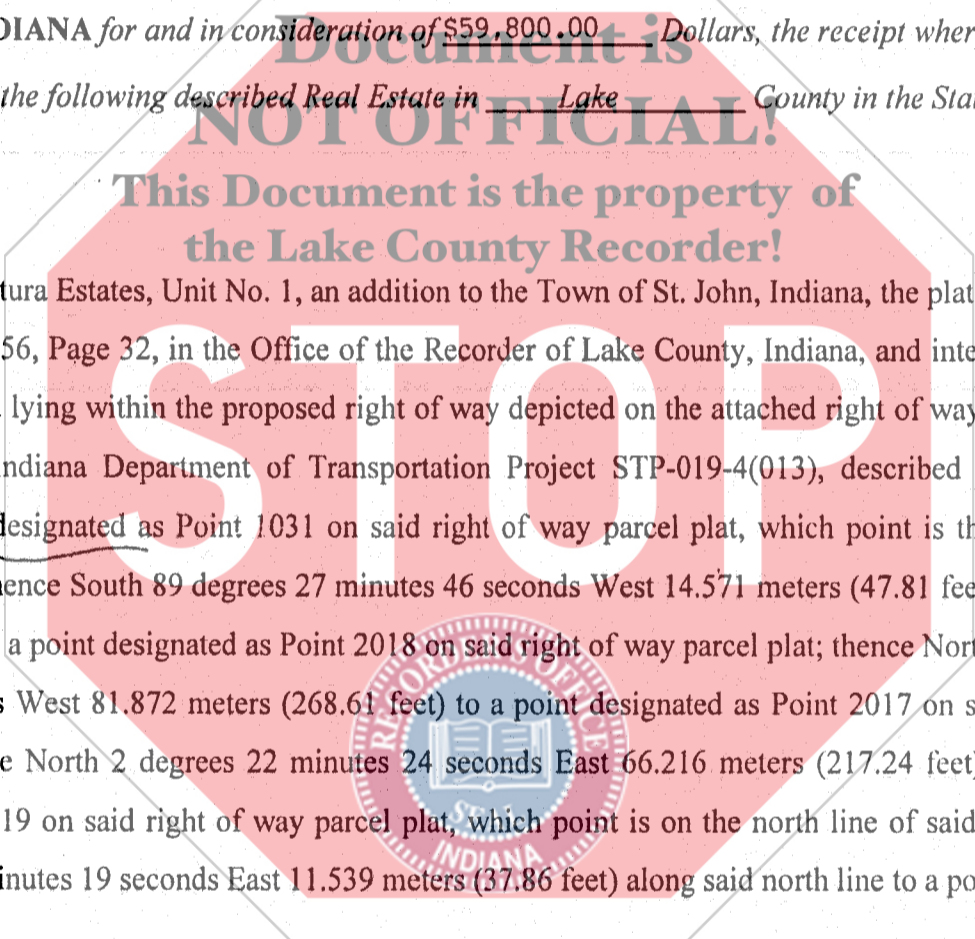 DIANA for and in consideration of $59,800.00 Dollars, the receipt wher
Document is
the following described Real Estate in Lake County in the Sta
NOT OFFICIAL!
This Document is the property of
the Lake County Recorder!
tura Estates, Unit No. 1, an addition to the Town of St. John, Indiana, the plat
56, Page 32, in the Office of the Recorder of Lake County, Indiana, and inte
lying within the proposed right of way depicted on the attached right of way
ndiana Department of Transportation Project STP-019-4(013), described
designated as Point 1031 on said right of way parcel plat, which point is th
STOP
ence South 89 degrees 27 minutes 46 seconds West 14.571 meters (47.81 fee
a point designated as Point 2018 on said right of way parcel plat; thence Nort
s West 81.872 meters (268.61 feet) to a point designated as Point 2017 on s
e North 2 degrees 22 minutes 24 seconds East 66.216 meters (217.24 feet)
19 on said right of way parcel plat, which point is on the north line of said
inutes 19 seconds East 11.539 meters (37.86 feet) along said north line to a po
RECORDER'S OFFICE
SEAL
INDIANA